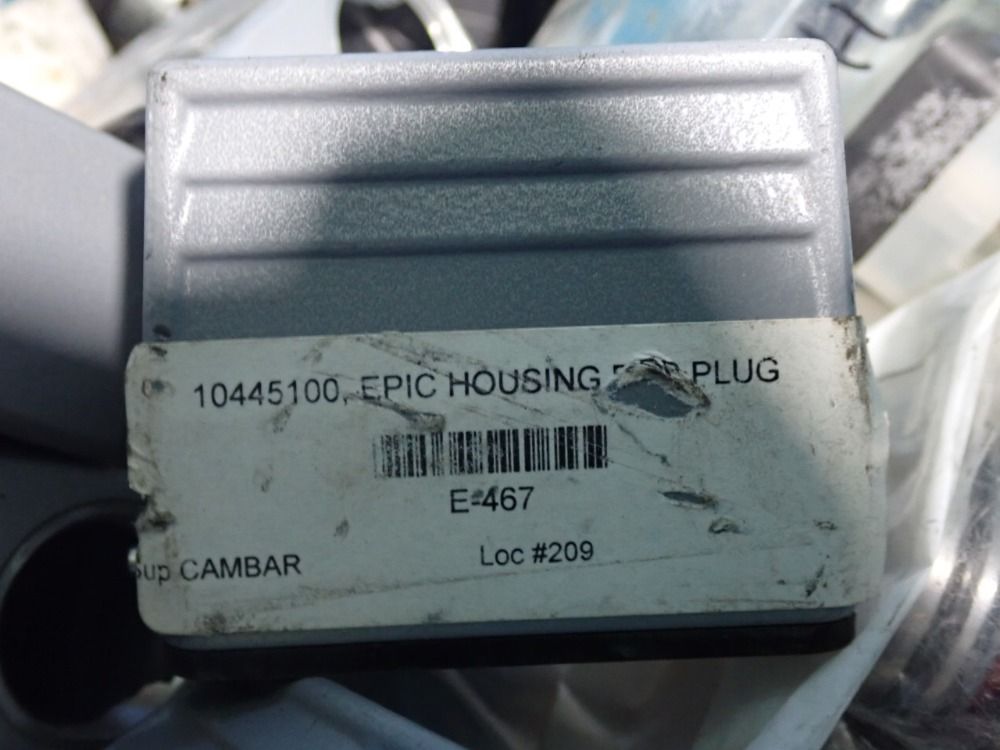 10445100, EPIC HOUSING PLUG
E-467
Sup CAMBAR
Loc #209